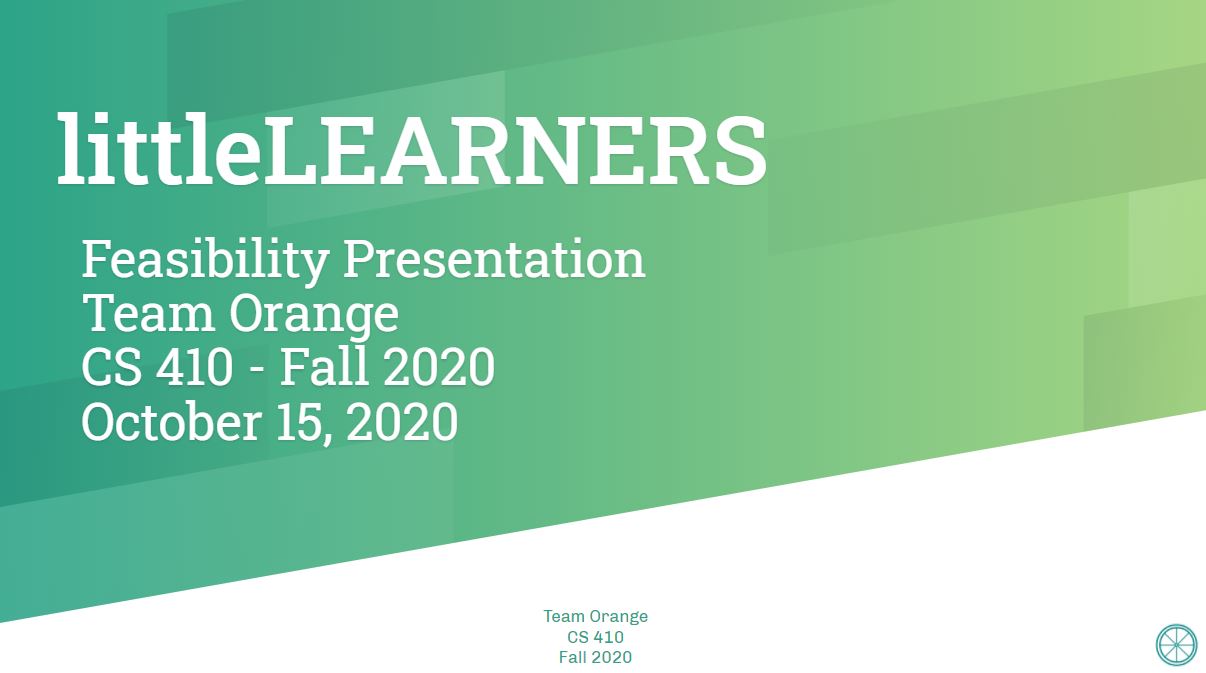 littleLEARNERS
Feasibility Presentation
Team Orange
CS 410 - Fall 2020
October 15, 2020
Team Orange
CS 410
Fall 2020